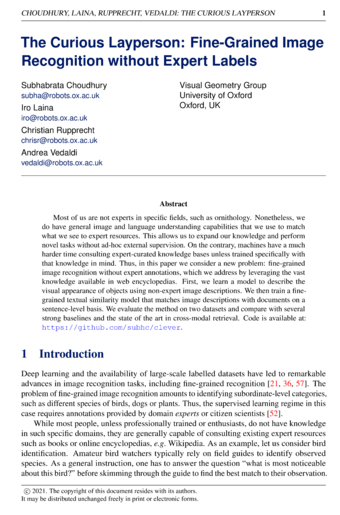 CHOUDHURY, LAINA, RUPPRECHT, VEDALDI: THE CURIOUS LAYPERSON 1
The Curious Layperson: Fine-Grained Image
Recognition without Expert Labels
Subhabrata Choudhury
subha@robots.ox.ac.uk
Iro Laina
iro@robots.ox.ac.uk
Christian Rupprecht
chrisr@robots.ox.ac.uk
Andrea Vedaldi
vedaldi@robots.ox.ac.uk
Visual Geometry Group
University of Oxford
Oxford, UK
Abstract
Most of us are not experts in specific fields, such as ornithology. Nonetheless, we
do have general image and language understanding capabilities that we use to match
what we see to expert resources. This allows us to expand our knowledge and perform
novel tasks without ad-hoc external supervision. On the contrary, machines have a much
harder time consulting expert-curated knowledge bases unless trained specifically with
that knowledge in mind. Thus, in this paper we consider a new problem: fine-grained
image recognition without expert annotations, which we address by leveraging the vast
knowledge available in web encyclopedias. First, we learn a model to describe the
visual appearance of objects using non-expert image descriptions. We then train a fine-
grained textual similarity model that matches image descriptions with documents on a
sentence-level basis. We evaluate the method on two datasets and compare with several
strong baselines and the state of the art in cross-modal retrieval. Code is available at:
https://github.com/subhc/clever.
1 Introduction
Deep learning and the availability of large-scale labelled datasets have led to remarkable
advances in image recognition tasks, including fine-grained recognition [21, 36, 57]. The
problem of fine-grained image recognition amounts to identifying subordinate-level categories,
such as different species of birds, dogs or plants. Thus, the supervised learning regime in this
case requires annotations provided by domain experts or citizen scientists [52].
While most people, unless professionally trained or enthusiasts, do not have knowledge
in such specific domains, they are generally capable of consulting existing expert resources
such as books or online encyclopedias, e.g. Wikipedia. As an example, let us consider bird
identification. Amateur bird watchers typically rely on field guides to identify observed
species. As a general instruction, one has to answer the question “what is most noticeable
about this bird?” before skimming through the guide to find the best match to their observation.
© 2021. The copyright of this document resides with its authors.
It may be distributed unchanged freely in print or electronic forms.